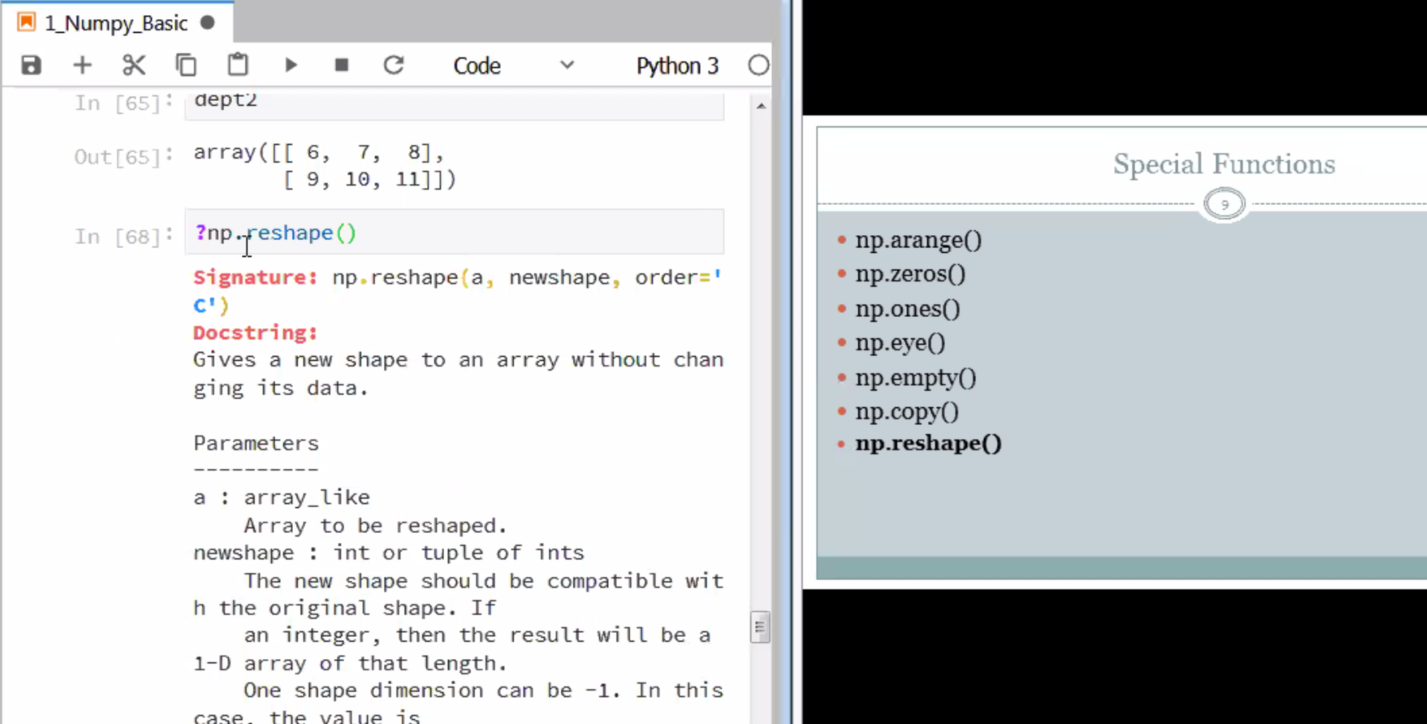 1_Numpy_Basic
Code
Python 3
In [65]:
dept2
Out[65]:
array([[ 6,  7,  8],
       [ 9, 10, 11]])
In [68]:
?np.reshape()
Signature: np.reshape(a, newshape, order='
C')
Docstring:
Gives a new shape to an array without chan
ging its data.
Parameters
----------
a : array_like
    Array to be reshaped.
newshape : int or tuple of ints
    The new shape should be compatible wit
h the original shape. If
    an integer, then the result will be a
1-D array of that length.
    One shape dimension can be -1. In this
case, the value is
Special Functions
9
• np.arange()
• np.zeros()
• np.ones()
• np.eye()
• np.empty()
• np.copy()
• np.reshape()